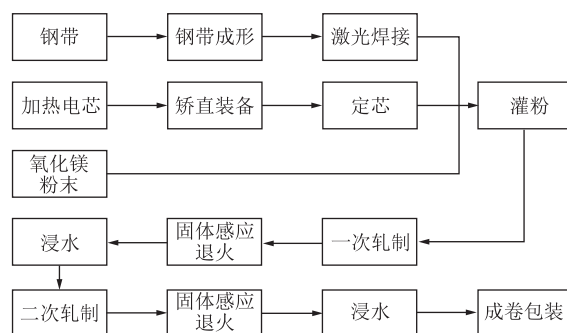 钢带
钢带成形
激光焊接
加热电芯
矫直装备
定芯
灌粉
氧化镁
粉末
浸水
固体感应
退火
一次轧制
二次轧制
固体感应
退火
浸水
成卷包装